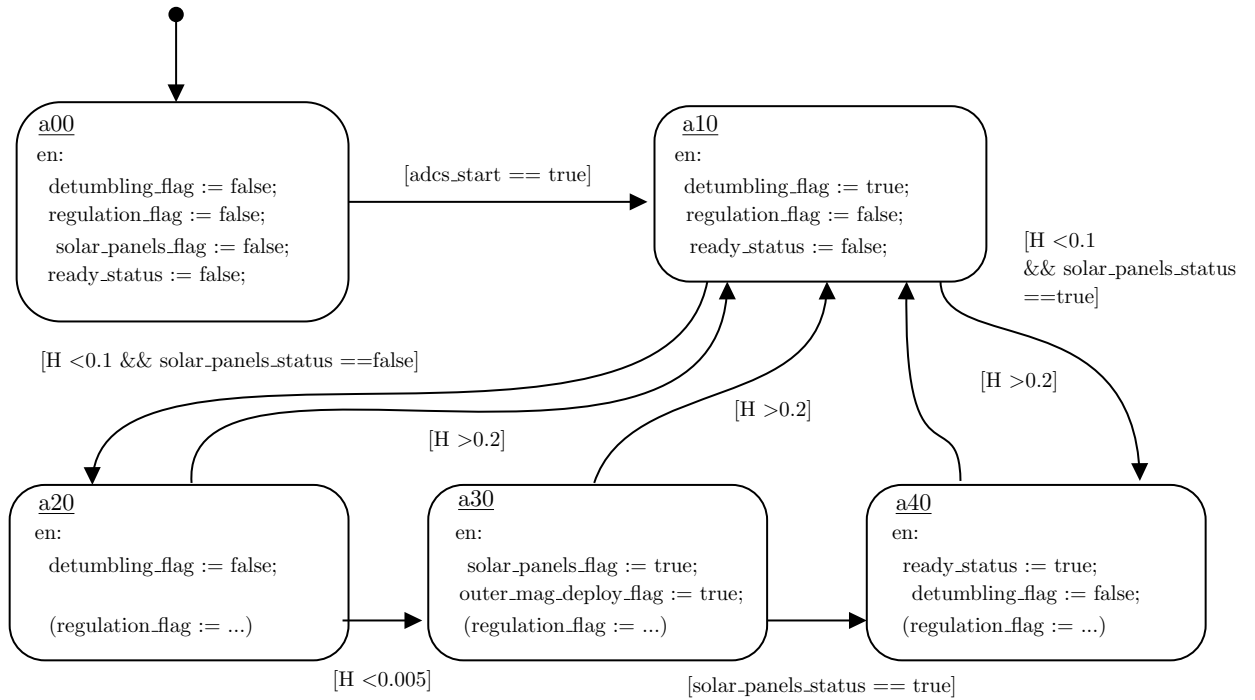 a00
en:
detumbling_flag := false;
regulation_flag := false;
solar_panels_flag := false;
ready_status := false;
[adcs_start == true]
a10
en:
detumbling_flag := true;
regulation_flag := false;
ready_status := false;
[H <0.1
&& solar_panels_status
==true]
[H <0.1 && solar_panels_status ==false]
[H >0.2]
[H >0.2]
[H >0.2]
a20
en:
detumbling_flag := false;
(regulation_flag := ...)
[H <0.005]
a30
en:
solar_panels_flag := true;
outer_mag_deploy_flag := true;
(regulation_flag := ...)
[solar_panels_status == true]
a40
en:
ready_status := true;
detumbling_flag := false;
(regulation_flag := ...)